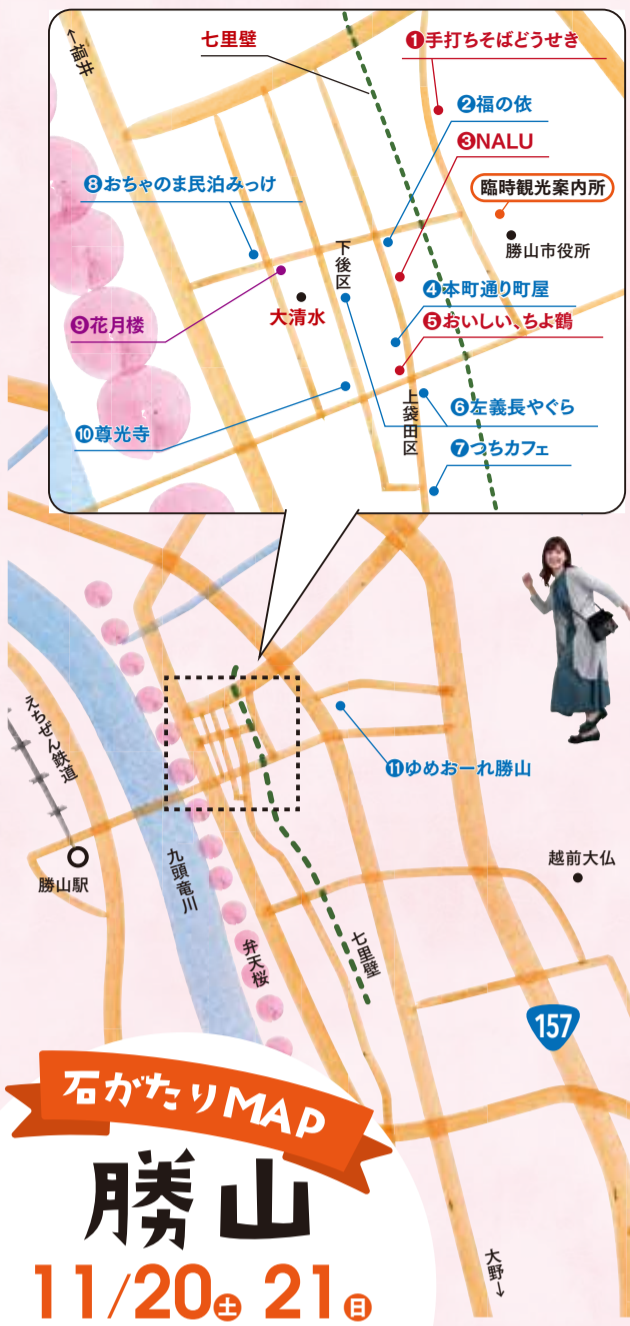 ←福井
七里壁
❶手打ちそばどうせき
❷福の依
❸NALU
臨時観光案内所
勝山市役所
❽おちゃのま民泊みっけ
下後区
大清水
❾花月楼
❹本町通り町屋
❺おいしい、ちよ鶴
❿尊光寺
上袋田区
❻左義長やぐら
❼つちカフェ
えちぜん鉄道
勝山駅
九頭竜川
弁天桜
七里壁
⓫ゆめおーれ勝山
越前大仏
157
大野→
石がたりMAP
勝山
11/20土 21日